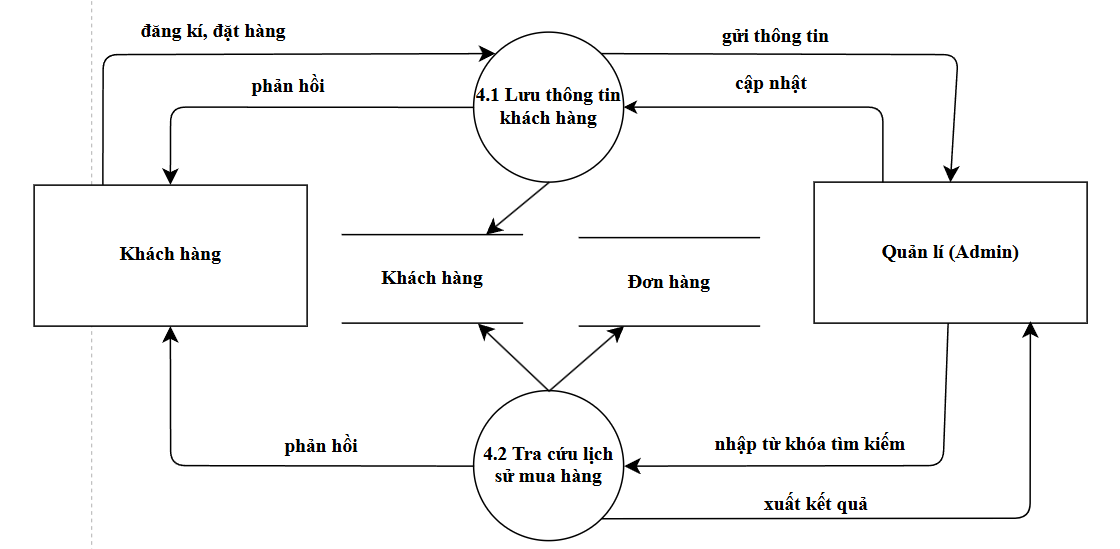 đăng kí, đặt hàng
gửi thông tin
phản hồi
cập nhật
4.1 Lưu thông tin
khách hàng
Khách hàng
Khách hàng
Đơn hàng
Quản lí (Admin)
phản hồi
4.2 Tra cứu lịch
sử mua hàng
nhập từ khóa tìm kiếm
xuất kết quả